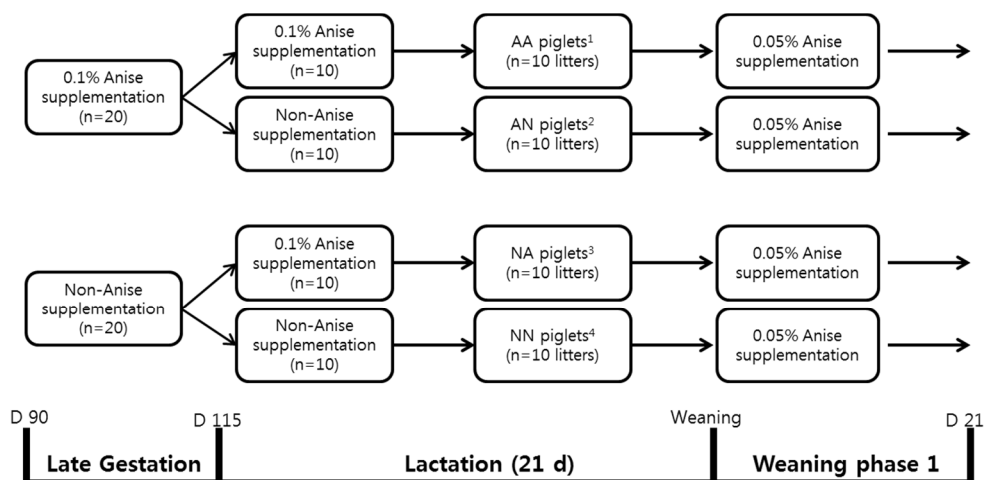 0.1% Anise
supplementation
(n=20)
0.1% Anise
supplementation
(n=10)
AA piglets¹
(n=10 litters)
0.05% Anise
supplementation
Non-Anise
supplementation
(n=10)
AN piglets²
(n=10 litters)
0.05% Anise
supplementation
Non-Anise
supplementation
(n=20)
0.1% Anise
supplementation
(n=10)
NA piglets³
(n=10 litters)
0.05% Anise
supplementation
Non-Anise
supplementation
(n=10)
NN piglets⁴
(n=10 litters)
0.05% Anise
supplementation
D 90
D 115
Weaning
D 21
Late Gestation
Lactation (21 d)
Weaning phase 1